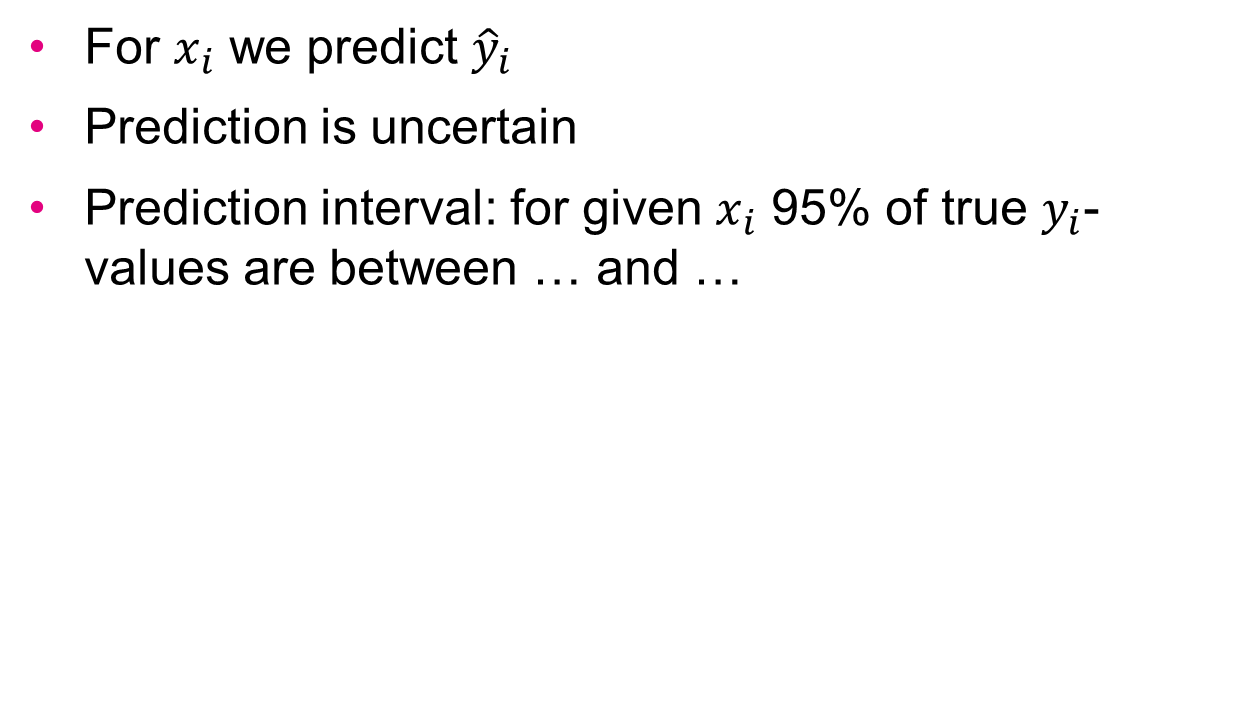 • For 𝑥𝑖 we predict 𝑦̂𝑖
• Prediction is uncertain
• Prediction interval: for given 𝑥𝑖 95% of true 𝑦𝑖-
values are between … and …